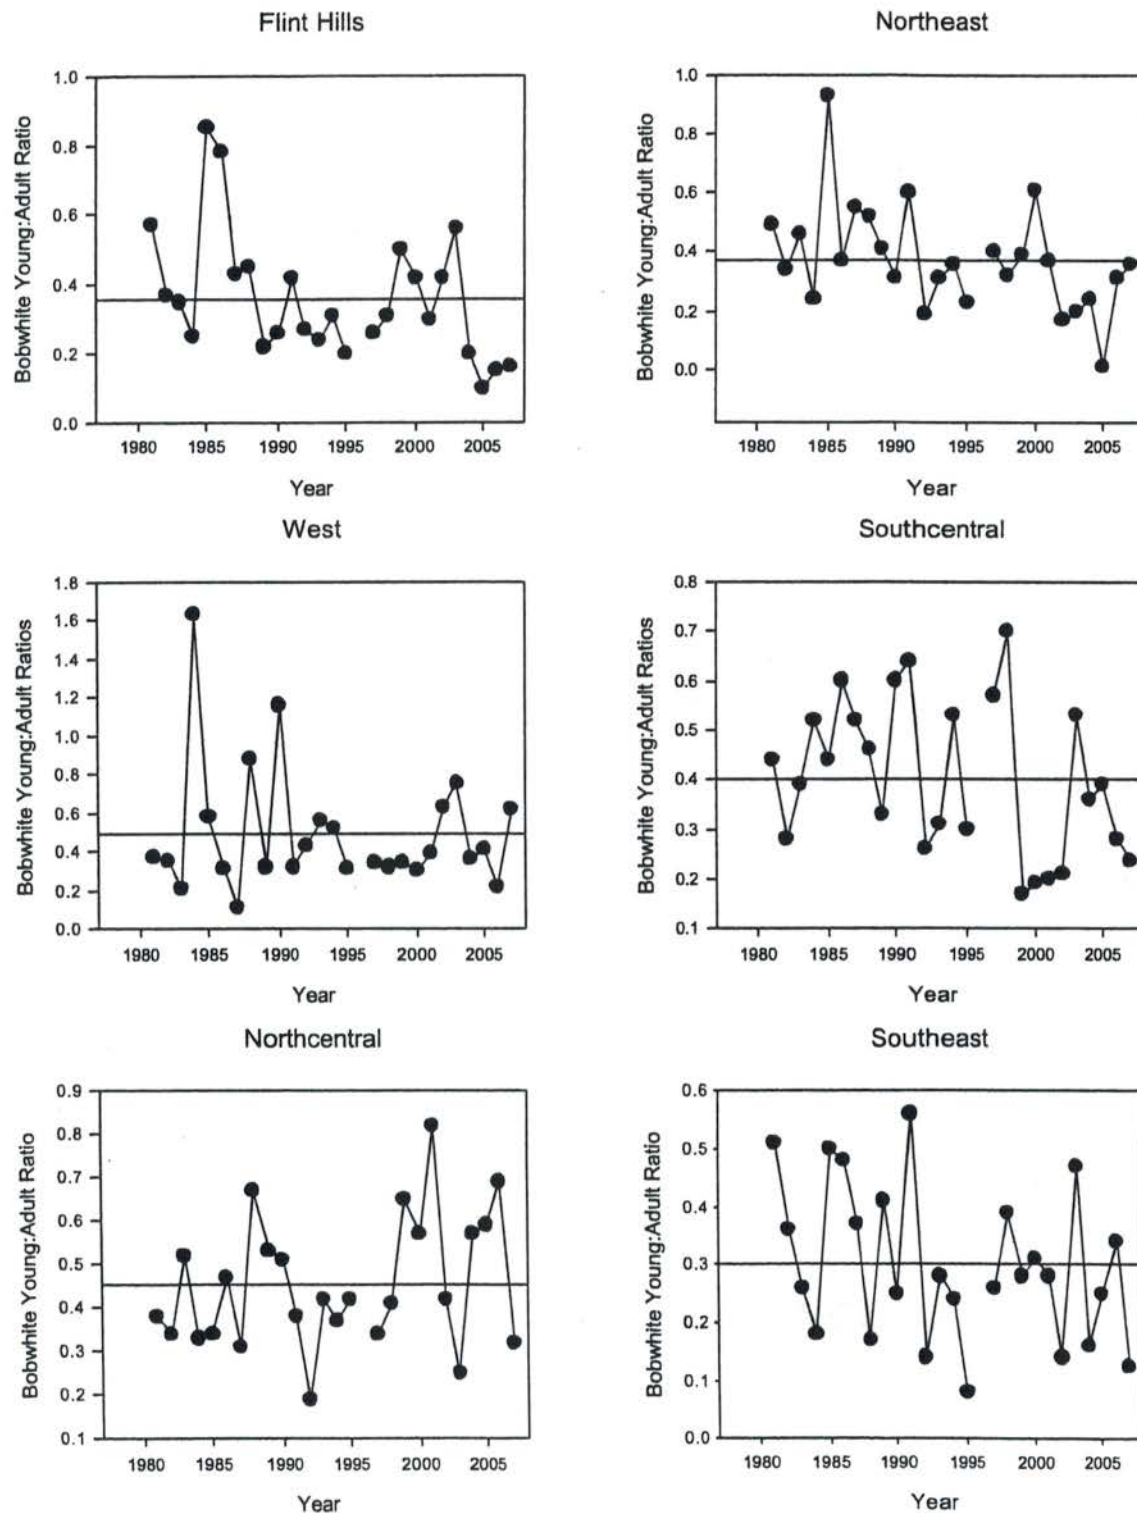 Flint Hills
Bobwhite Young:Adult Ratio
1.0
0.8
0.6
0.4
0.2
0.0
1980 1985 1990 1995 2000 2005
Year
Northeast
Bobwhite Young:Adult Ratio
1.0
0.8
0.6
0.4
0.2
0.0
1980 1985 1990 1995 2000 2005
Year
West
Bobwhite Young:Adult Ratios
1.8
1.6
1.4
1.2
1.0
0.8
0.6
0.4
0.2
0.0
1980 1985 1990 1995 2000 2005
Year
Southcentral
Bobwhite Young:Adult Ratios
0.8
0.7
0.6
0.5
0.4
0.3
0.2
0.1
1980 1985 1990 1995 2000 2005
Year
Northcentral
Bobwhite Young:Adult Ratio
0.9
0.8
0.7
0.6
0.5
0.4
0.3
0.2
0.1
1980 1985 1990 1995 2000 2005
Year
Southeast
Bobwhite Young:Adult Ratio
0.6
0.5
0.4
0.3
0.2
0.1
0.0
1980 1985 1990 1995 2000 2005
Year